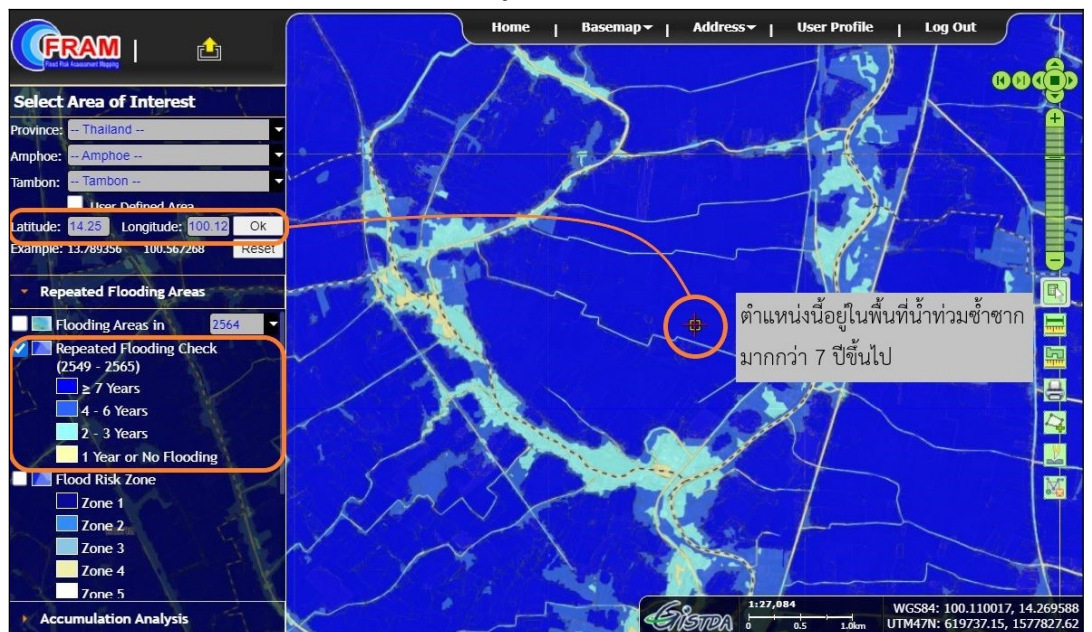 FRAM
Flood Risk Assessment Mapping
Home | Basemap | Address | User Profile | Log Out
Select Area of Interest
Province: -- Thailand --
Amphoe: -- Amphoe --
Tambon: -- Tambon --
User Defined Area
Latitude: 14.25 Longitude: 100.12 Ok
Example: 13.789356 100.567268 Reset
Repeated Flooding Areas
Flooding Areas in 2564
Repeated Flooding Check
(2549 - 2565)
≥ 7 Years
4 - 6 Years
2 - 3 Years
1 Year or No Flooding
Flood Risk Zone
Zone 1
Zone 2
Zone 3
Zone 4
Zone 5
Accumulation Analysis
ตำแหน่งนี้อยู่ในพื้นที่น้ำท่วมซ้ำซาก
มากกว่า 7 ปีขึ้นไป
GISTDA
1:27,084
0 0.5 1.0km
WGS84: 100.110017, 14.269588
UTM47N: 619737.15, 1577827.62